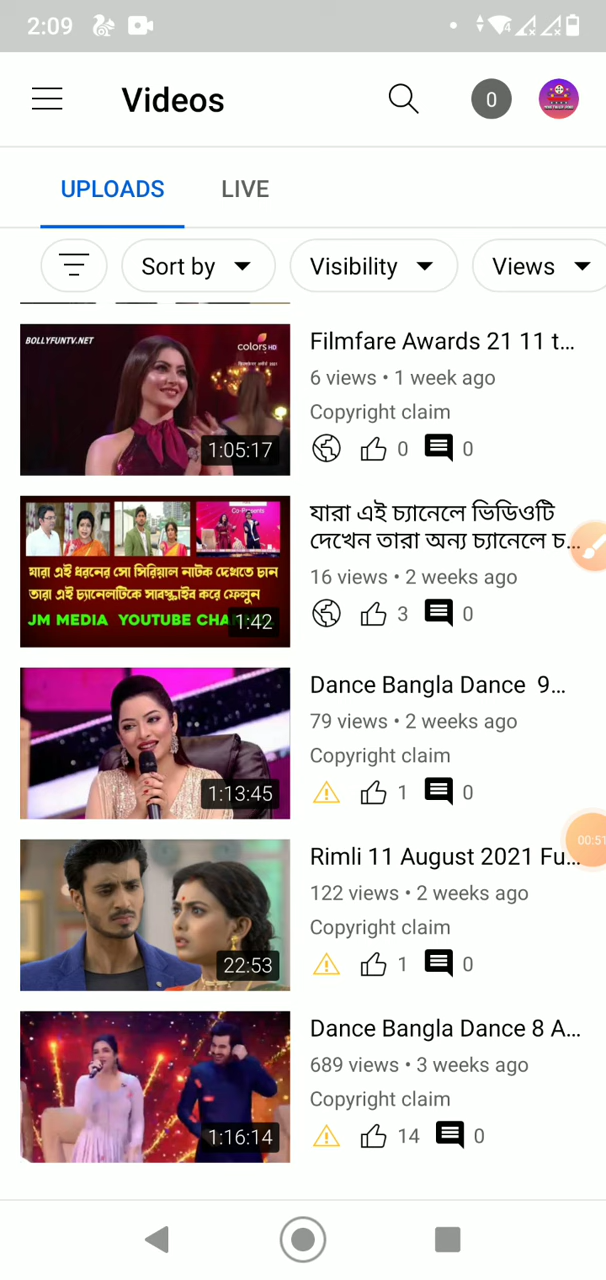 2:09
4
Videos
0
UPLOADS
LIVE
Sort by
Visibility
Views
BOLLYFUNTV.NET
colors HD
1:05:17
Filmfare Awards 21 11 t...
6 views • 1 week ago
Copyright claim
0
0
Co-Presents
যারা এই ধরনের সো সিরিয়াল নাটক দেখতে চান
তারা এই চ্যানেলটিকে সাবস্ক্রাইব করে ফেলুন
JM MEDIA YOUTUBE CHA
1:42
যারা এই চ্যানেলে ভিডিওটি
দেখেন তারা অন্য চ্যানেলে চ...
16 views • 2 weeks ago
3
0
1:13:45
Dance Bangla Dance 9...
79 views • 2 weeks ago
Copyright claim
1
0
00:51
22:53
Rimli 11 August 2021 Fu...
122 views • 2 weeks ago
Copyright claim
1
0
1:16:14
Dance Bangla Dance 8 A...
689 views • 3 weeks ago
Copyright claim
14
0